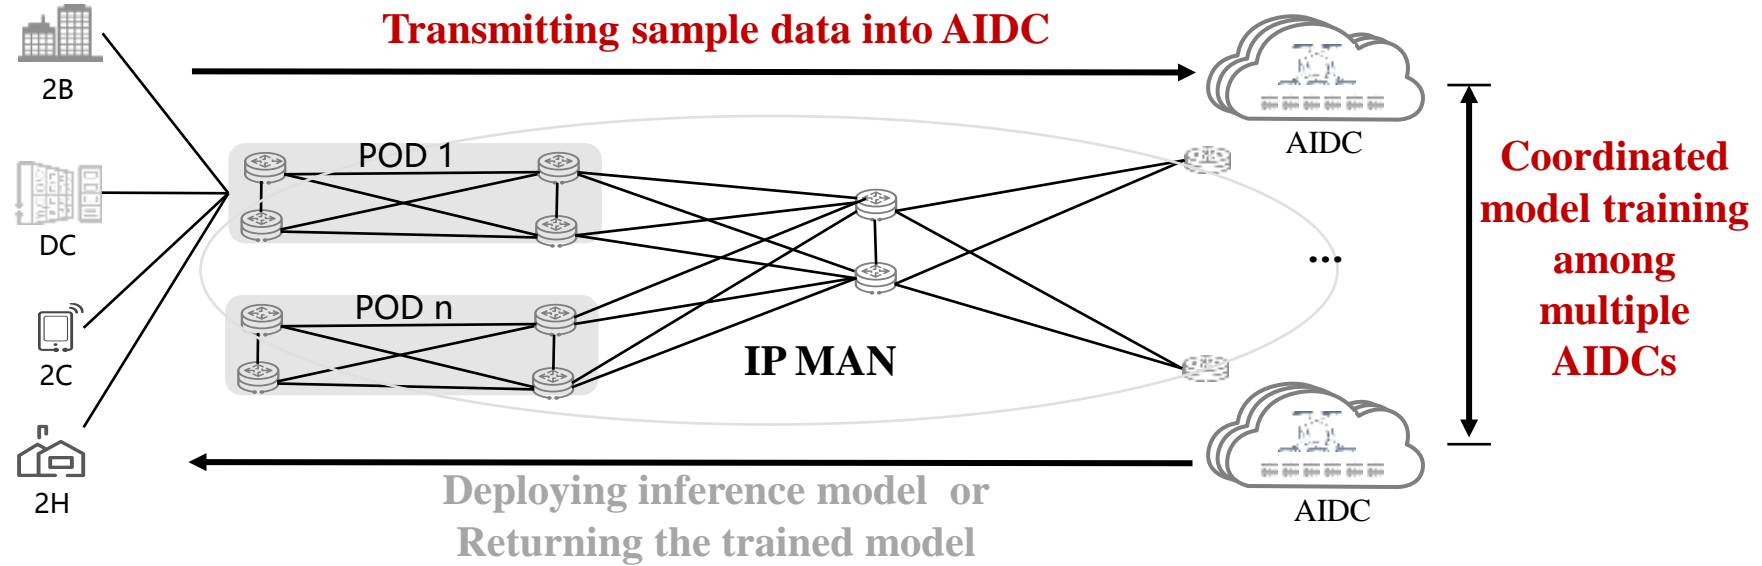 Transmitting sample data into AIDC
2B
DC
2C
2H
POD 1
POD n
IP MAN
AIDC
...
AIDC
Coordinated
model training
among
multiple
AIDCs
Deploying inference model or
Returning the trained model